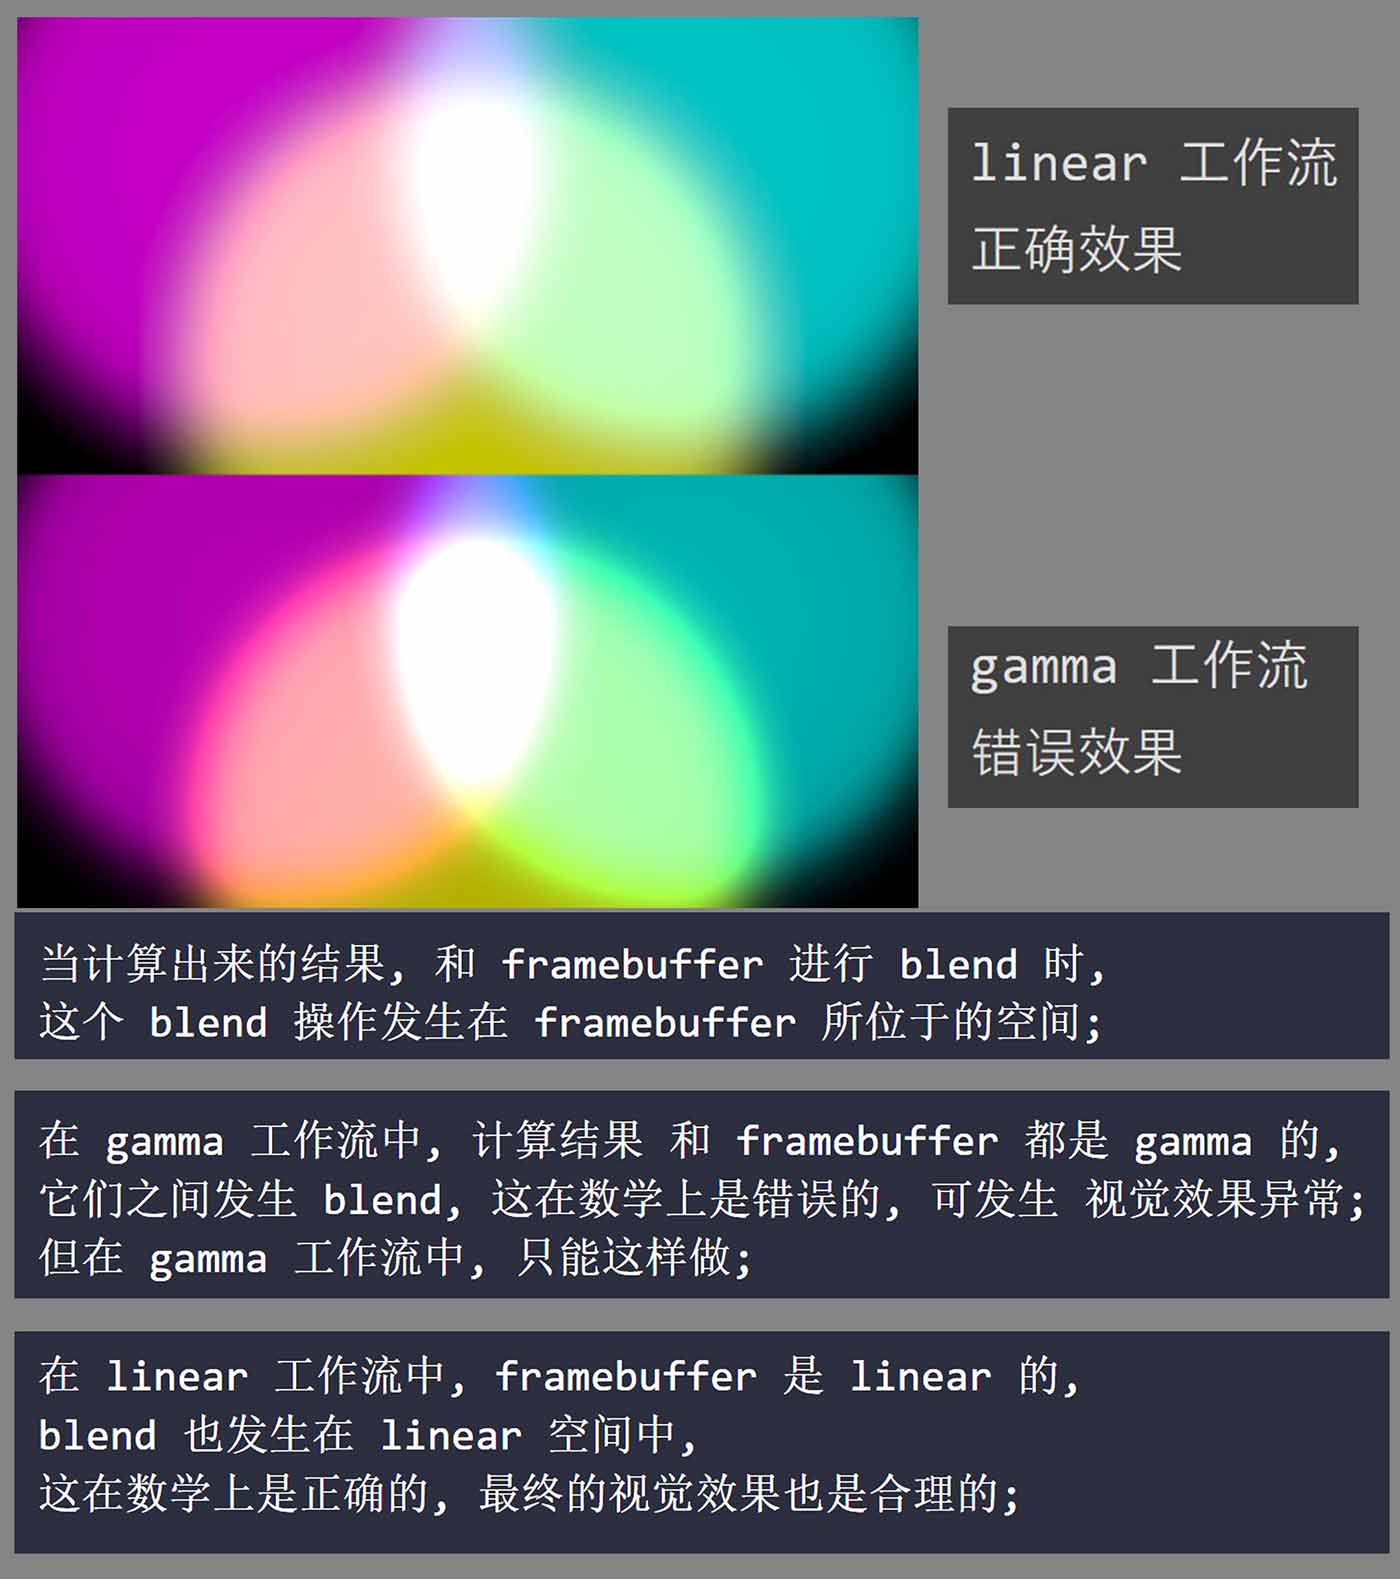 linear 工作流
正确效果
gamma 工作流
错误效果
当计算出来的结果, 和 framebuffer 进行 blend 时,
这个 blend 操作发生在 framebuffer 所位于的空间;
在 gamma 工作流中, 计算结果 和 framebuffer 都是 gamma 的,
它们之间发生 blend, 这在数学上是错误的, 可发生 视觉效果异常;
但在 gamma 工作流中, 只能这样做;
在 linear 工作流中, framebuffer 是 linear 的,
blend 也发生在 linear 空间中,
这在数学上是正确的, 最终的视觉效果也是合理的;